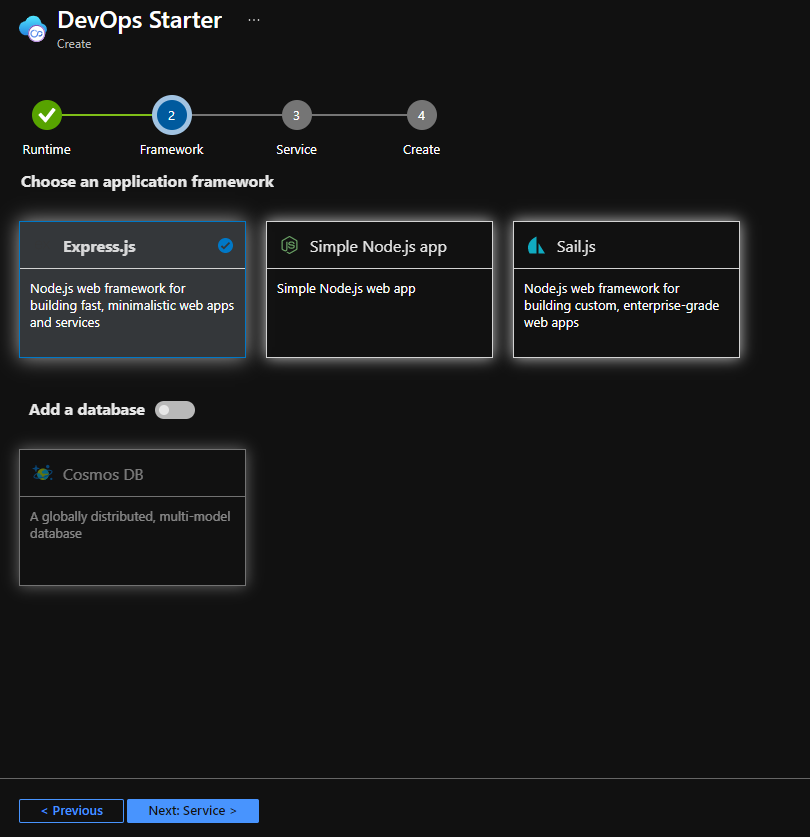 DevOps Starter ...
Create
2 3 4
Runtime Framework Service Create
Choose an application framework
Express.js
Node.js web framework for
building fast, minimalistic web apps
and services
JS Simple Node.js app
Simple Node.js web app
Sail.js
Node.js web framework for
building custom, enterprise-grade
web apps
Add a database
Cosmos DB
A globally distributed, multi-model
database
< Previous
Next: Service >